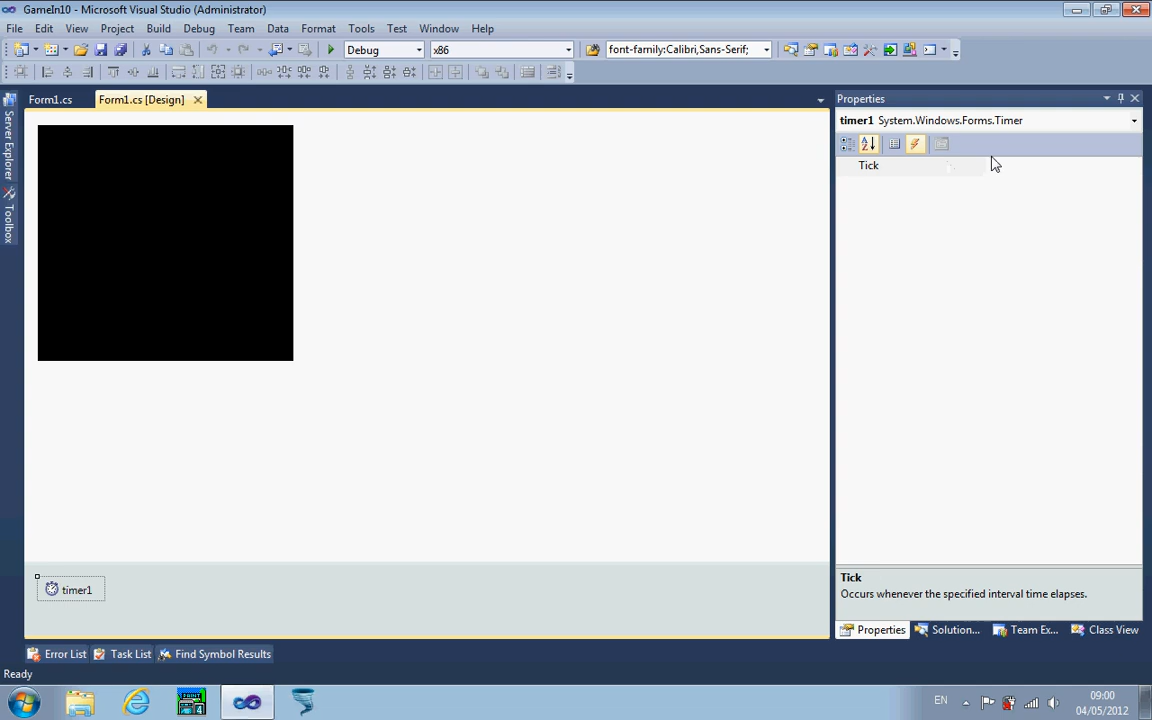 GameIn10 - Microsoft Visual Studio (Administrator)
File Edit View Project Build Debug Team Data Format Tools Test Window Help
Debug x86 font-family:Calibri,Sans-Serif;
Form1.cs Form1.cs [Design]
Properties
timer1 System.Windows.Forms.Timer
Tick
Server Explorer
Toolbox
timer1
Tick
Occurs whenever the specified interval time elapses.
Properties Solution... Team Ex... Class View
Error List Task List Find Symbol Results
Ready
EN 09:00
04/05/2012